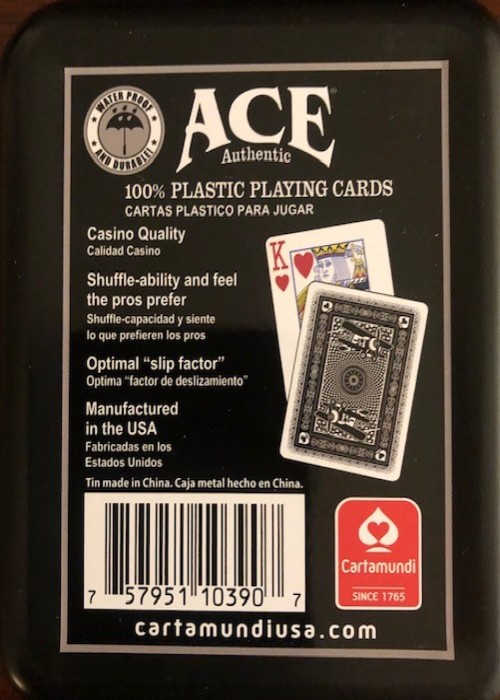 WATER PROOF
AND DURABLE!
ACE
Authentic
100% PLASTIC PLAYING CARDS
CARTAS PLASTICO PARA JUGAR
Casino Quality
Calidad Casino
K
Shuffle-ability and feel
the pros prefer
Shuffle-capacidad y siente
lo que prefieren los pros
Optimal “slip factor”
Optima “factor de deslizamiento”
Manufactured
in the USA
Fabricadas en los
Estados Unidos
Tin made in China. Caja metal hecho en China.
7 57951 10390 7
Cartamundi
SINCE 1765
cartamundiusa.com